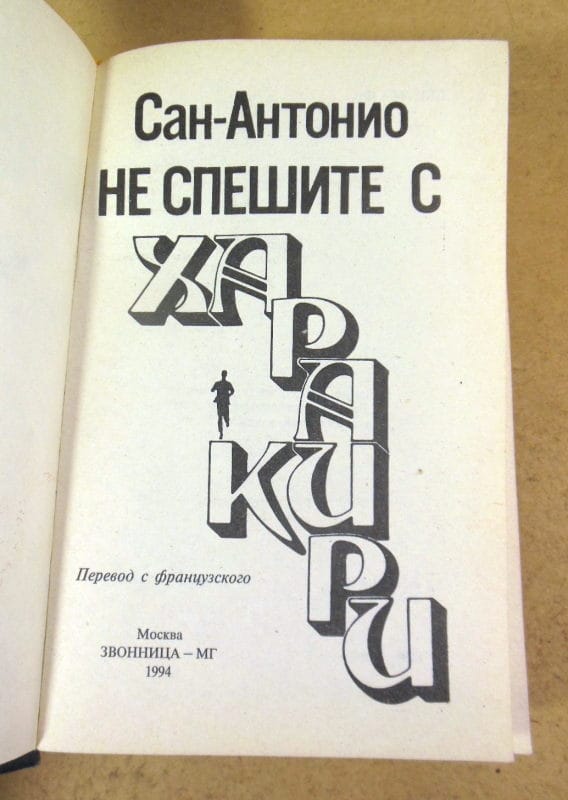 Сан-Антонио
НЕ СПЕШИТЕ С
ХАРАКИРИ
Перевод с французского
Москва
ЗВОННИЦА – МГ
1994